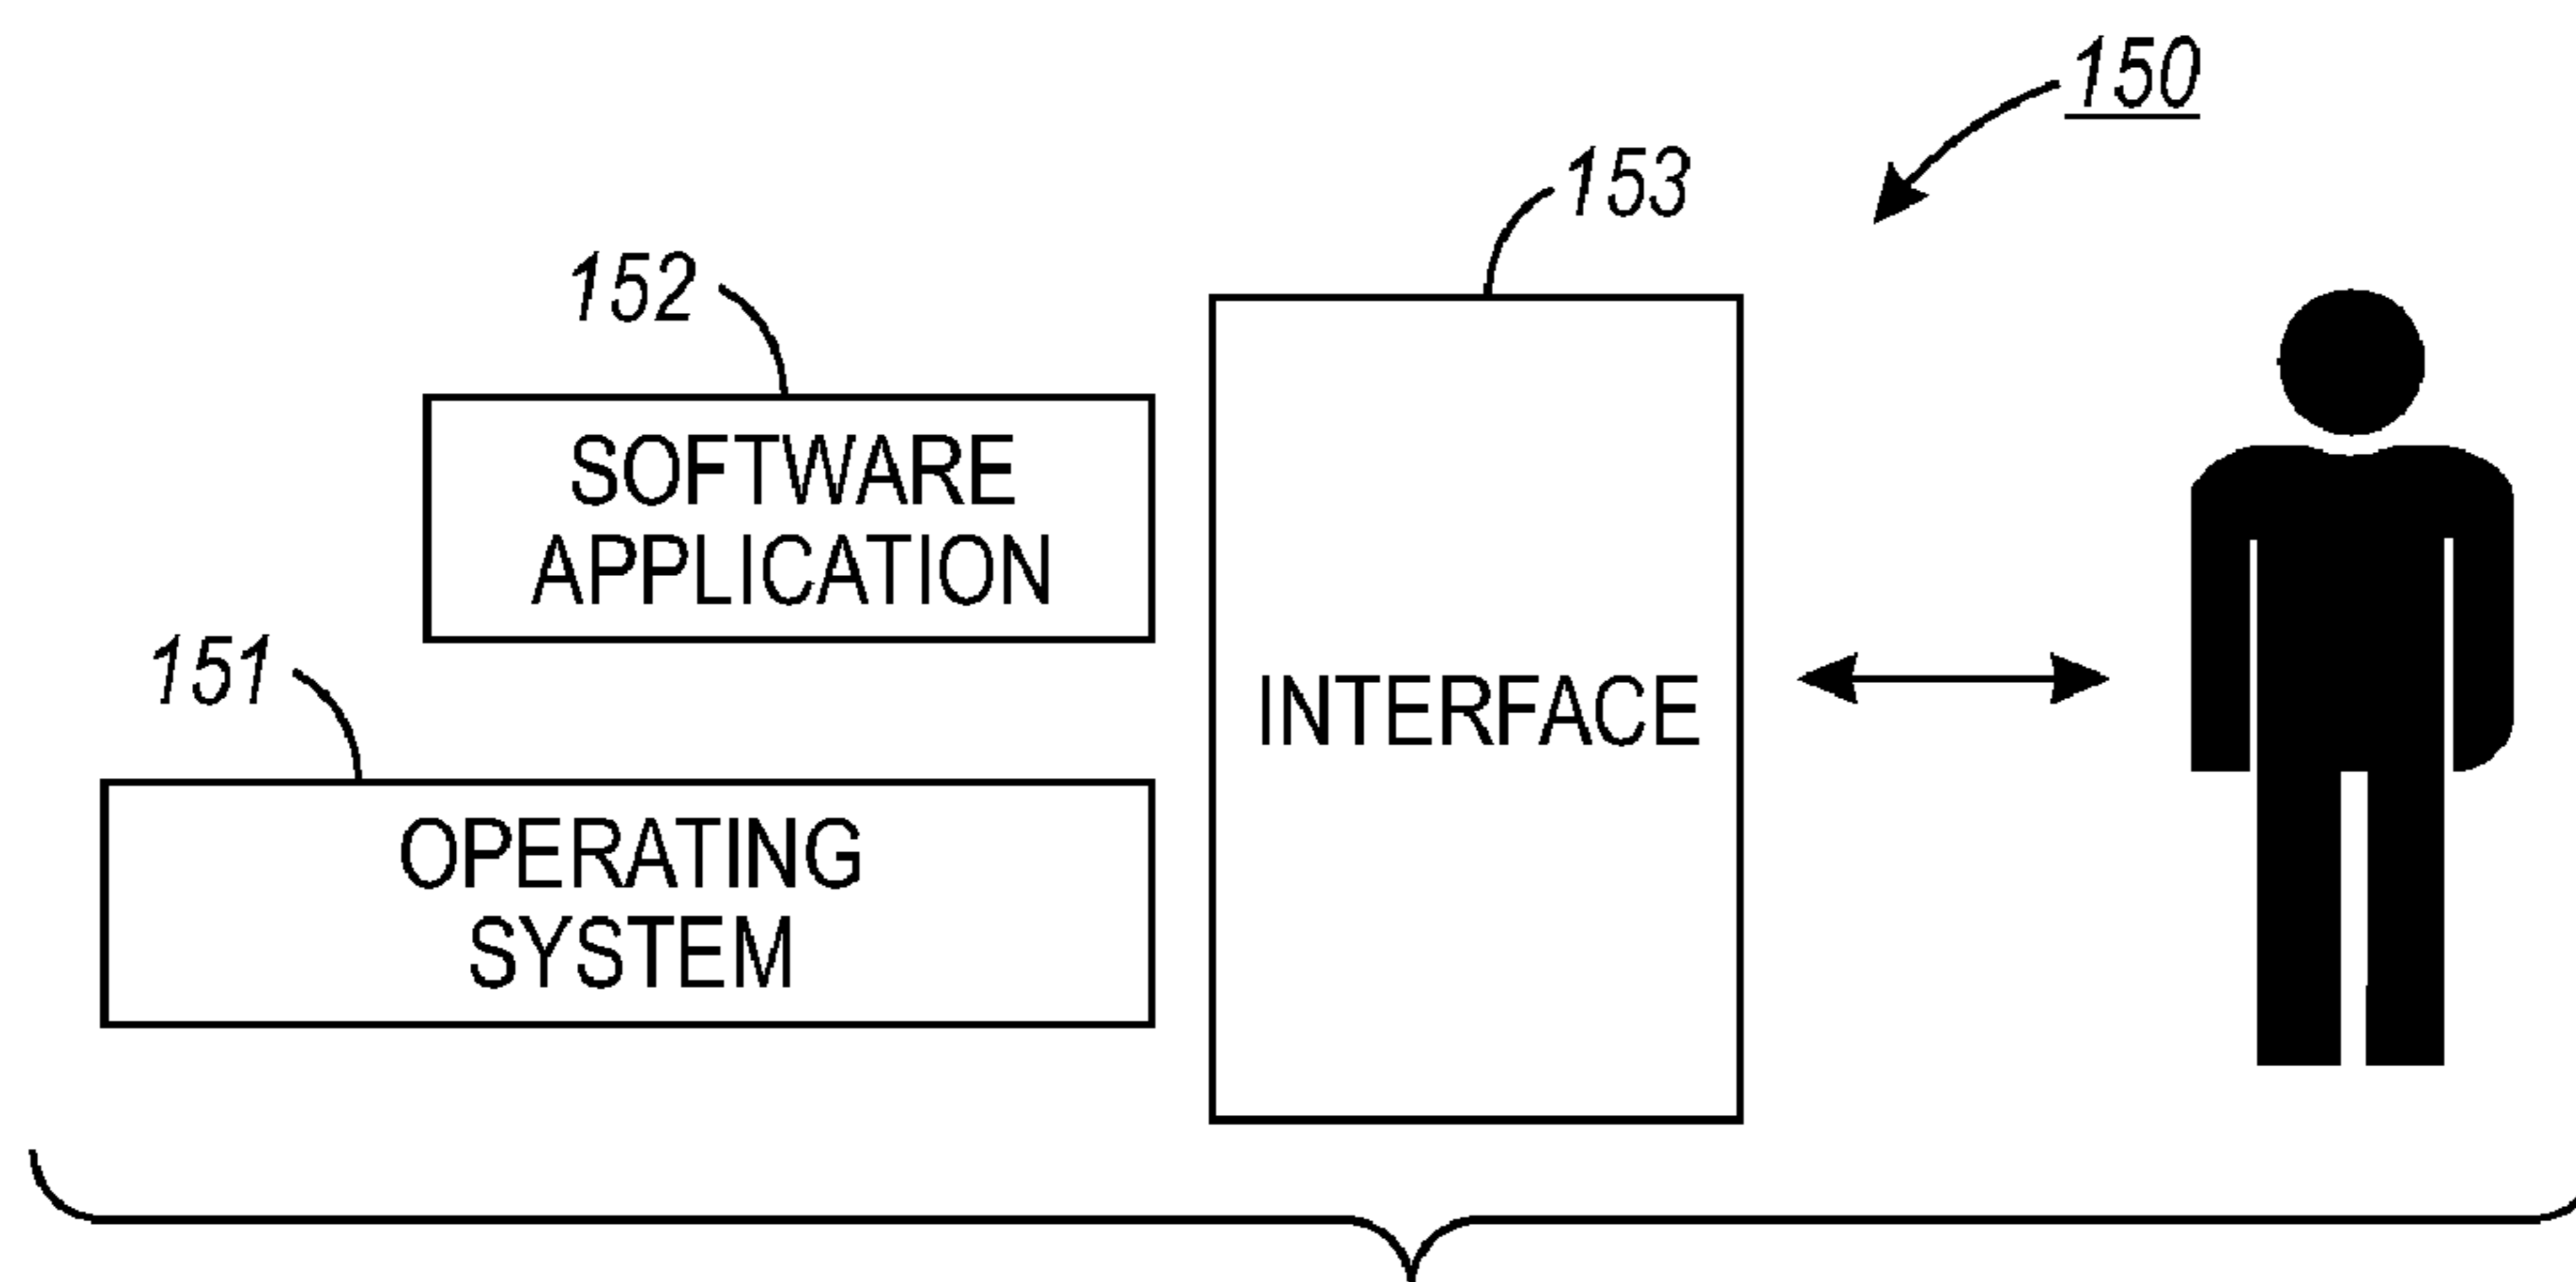 150
153
152
SOFTWARE
APPLICATION
151
INTERFACE
OPERATING
SYSTEM